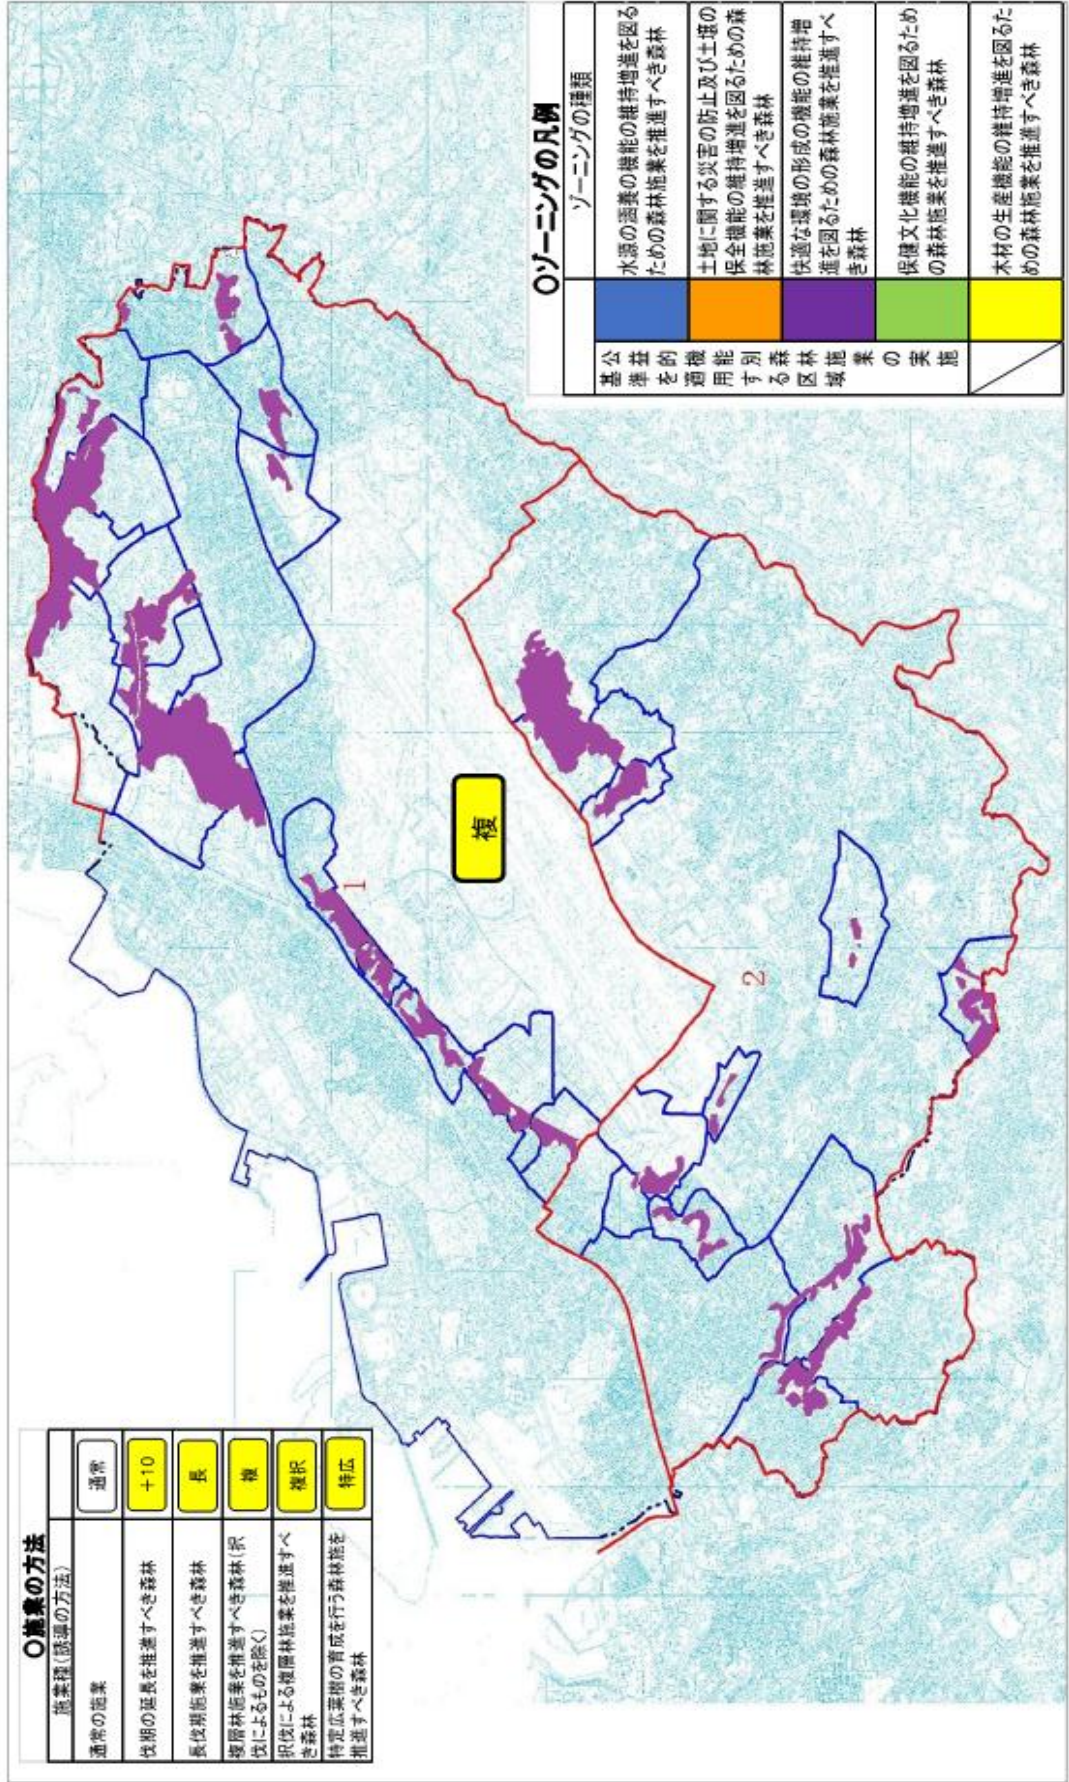 〇施業の方法
施業種(誘導の方法)
通常の施業
通常
伐期の延長を推進すべき森林
+10
長伐期施業を推進すべき森林
長
複層林施業を推進すべき森林(択
伐によるものを除く)
複
択伐による複層林施業を推進すべ
き森林
複択
特定広葉樹の育成を行う森林施を
推進すべき森林
特広
複
1
2
〇ゾーニングの凡例
ゾーニングの種類
公益的機能別森林施業の実施
基準を適用する区域
水源の涵養の機能の維持増進を図る
ための森林施業を推進すべき森林
土地に関する災害の防止及び土壌の
保全機能の維持増進を図るための森
林施業を推進すべき森林
快適な環境の形成の機能の維持増
進を図るための森林施業を推進すべ
き森林
保健文化機能の維持増進を図るため
の森林施業を推進すべき森林
木材の生産機能の維持増進を図るた
めの森林施業を推進すべき森林